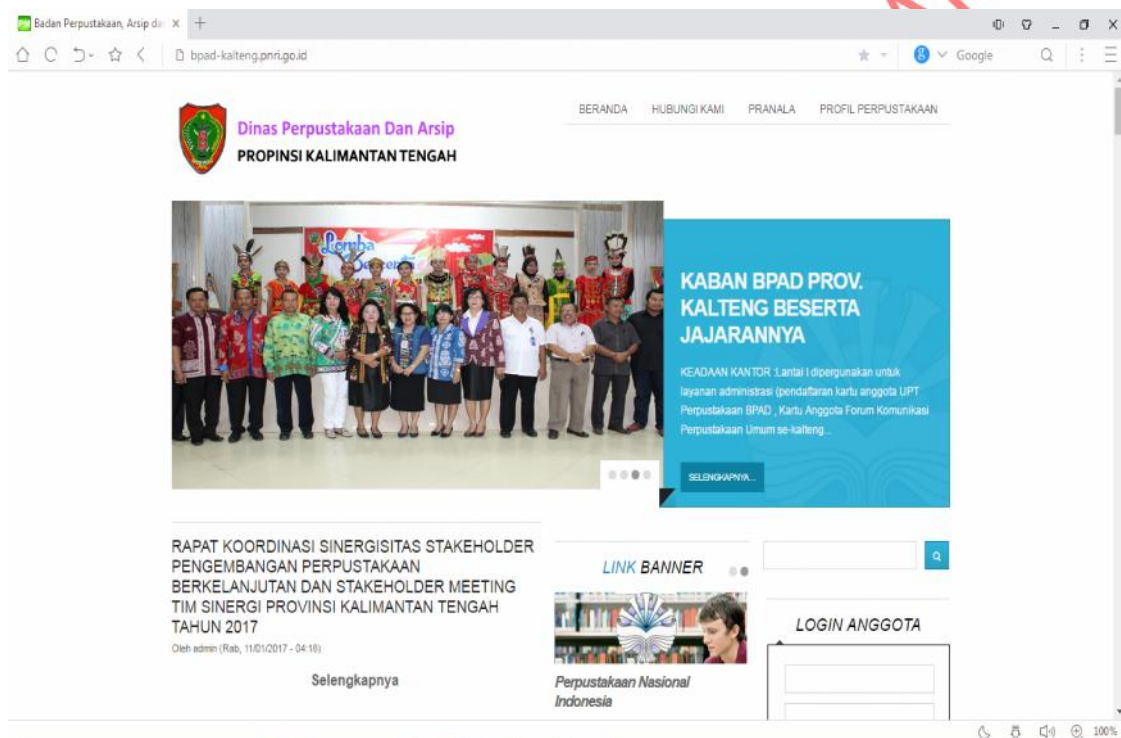 Badan Perpustakaan, Arsip da
bpad-kalteng.pnri.go.id
Google
BERANDA HUBUNGI KAMI PRANALA PROFIL PERPUSTAKAAN
Dinas Perpustakaan Dan Arsip
PROPINSI KALIMANTAN TENGAH
Lomba
KABAN BPAD PROV.
KALTENG BESERTA
JAJARANNYA
KEADAAN KANTOR :Lantai I dipergunakan untuk
layanan administrasi (pendaftaran kartu anggota UPT
Perpustakaan BPAD , Kartu Anggota Forum Komunikasi
Perpustakaan Umum se-kalteng...
SELENGKAPNYA...
RAPAT KOORDINASI SINERGISITAS STAKEHOLDER
PENGEMBANGAN PERPUSTAKAAN
BERKELANJUTAN DAN STAKEHOLDER MEETING
TIM SINERGI PROVINSI KALIMANTAN TENGAH
TAHUN 2017
Oleh admin (Rab, 11/01/2017 - 04:16)
Selengkapnya
LINK BANNER
Perpustakaan Nasional
Indonesia
LOGIN ANGGOTA
100%